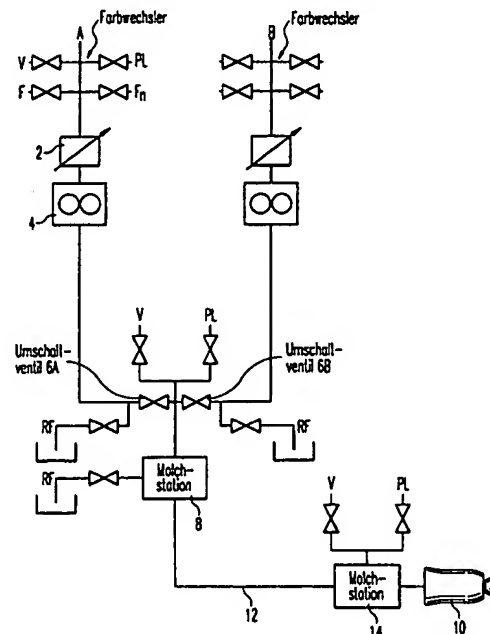 Farbwechsler
Farbwechsler
A
B
V
PL
F
Fn
2
4
V
PL
Umschalt-
ventil 6A
Umschalt-
ventil 6B
RF
RF
RF
Molch-
station
8
V
PL
Molch-
station
12
14
10